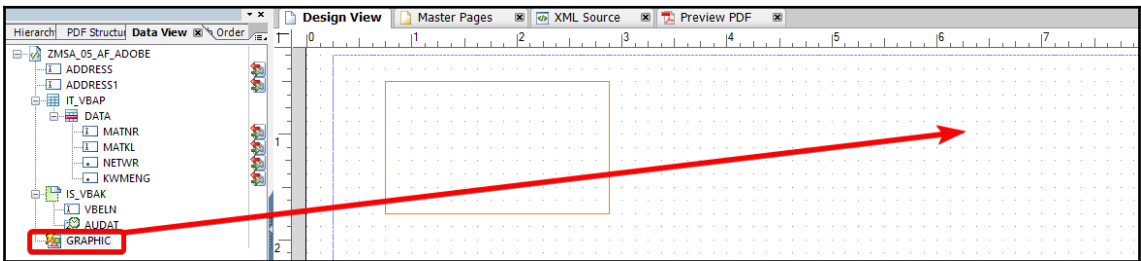 Design View Master Pages XML Source Preview PDF
Hierarch PDF Structu Data View Order
0 1 2 3 4 5 6 7
ZMSA_05_AF_ADOBE
ADDRESS
ADDRESS1
IT_VBAP
DATA
MATNR
MATKL
NETWR
KWMENG
IS_VBAK
VBELN
AUDAT
GRAPHIC
1
2